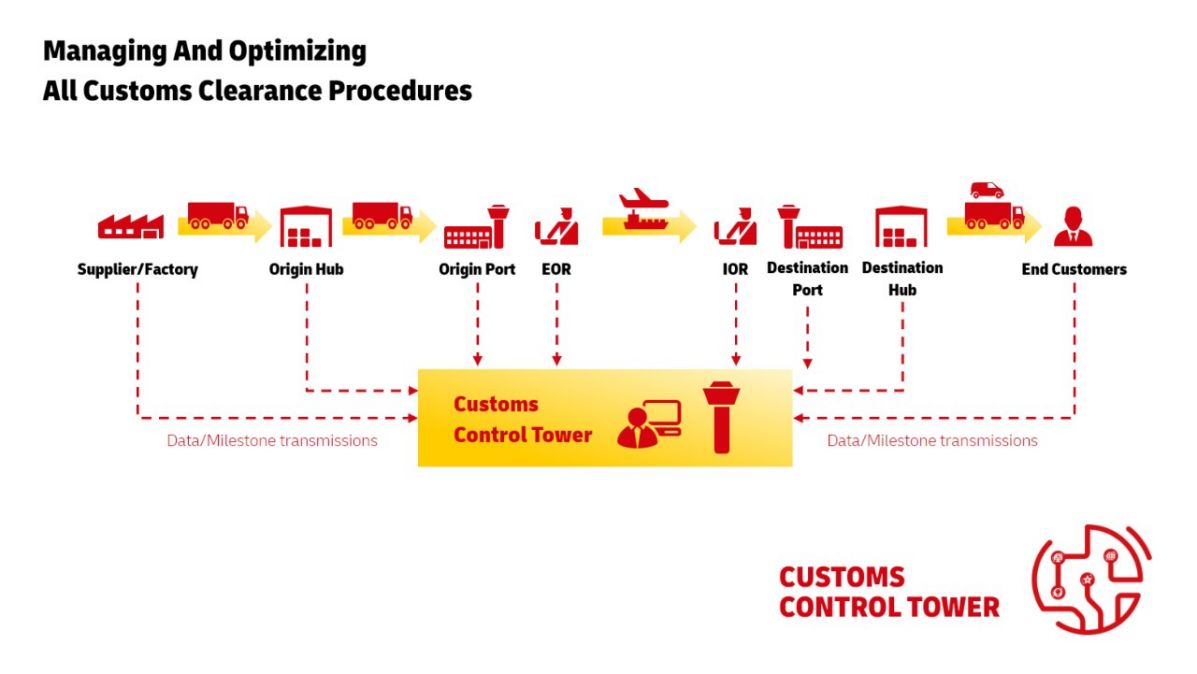 Managing And Optimizing
All Customs Clearance Procedures
Supplier/Factory
Origin Hub
Origin Port
EOR
IOR
Destination
Port
Destination
Hub
End Customers
Customs
Control Tower
Data/Milestone transmissions
Data/Milestone transmissions
CUSTOMS
CONTROL TOWER